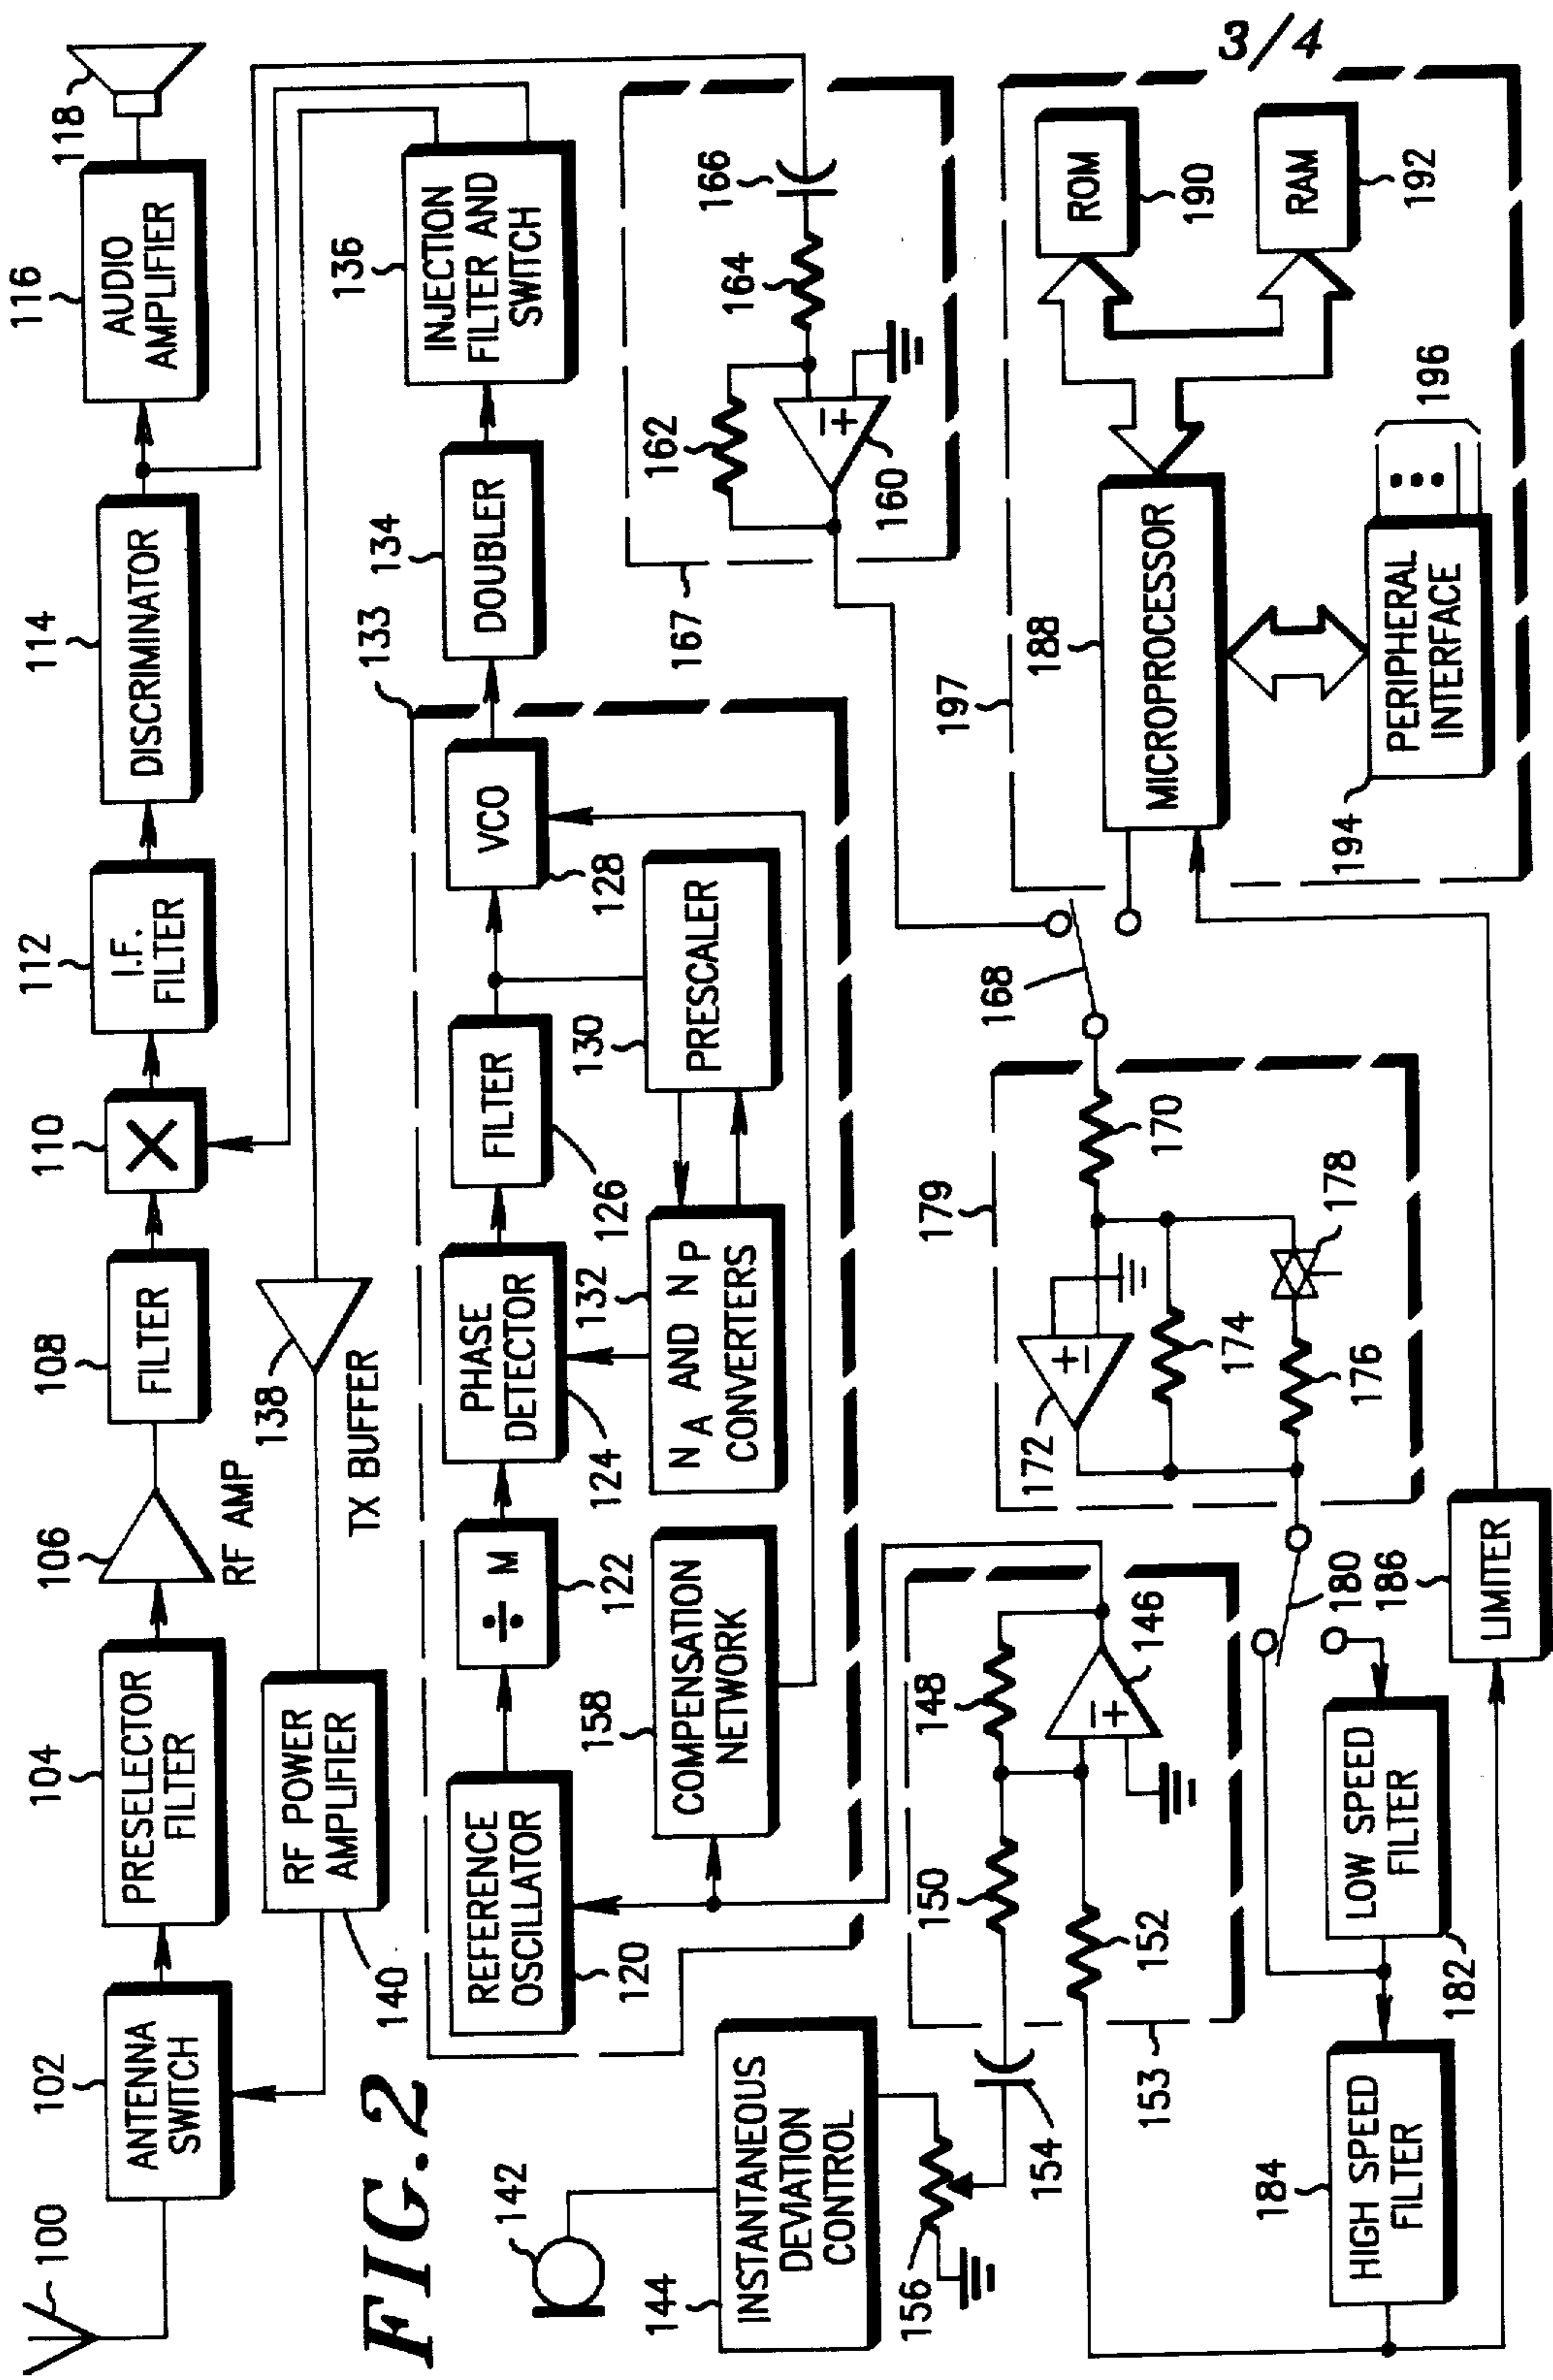 3/4
100
102
ANTENNA
SWITCH
104
PRESELECTOR
FILTER
106
RF AMP
108
FILTER
110
112
I.F.
FILTER
114
DISCRIMINATOR
116
AUDIO
AMPLIFIER
118
140
RF POWER
AMPLIFIER
138
TX BUFFER
136
INJECTION
FILTER AND
SWITCH
134
DOUBLER
133
FIG.2
120
REFERENCE
OSCILLATOR
122
÷ M
124
PHASE
DETECTOR
126
FILTER
128
VCO
130
PRESCALER
132
N A AND N P
CONVERTERS
158
COMPENSATION
NETWORK
142
144
INSTANTANEOUS
DEVIATION
CONTROL
156
154
153
150
152
148
146
− +
167
162
160
− +
164
166
168
179
170
172
+ −
174
176
178
180
182
LOW SPEED
FILTER
184
HIGH SPEED
FILTER
186
LIMITER
197
188
MICROPROCESSOR
ROM
190
RAM
192
194
PERIPHERAL
INTERFACE
196